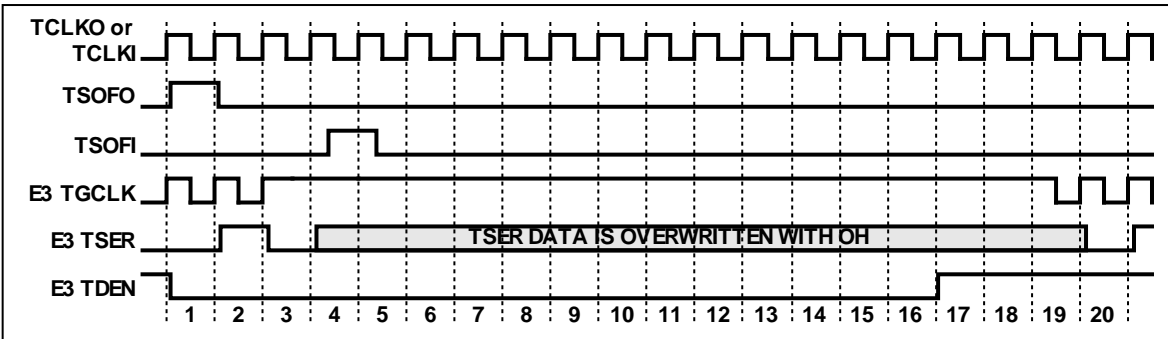 TCLKO or
TCLKI
TSOFO
TSOFI
E3 TGCLK
E3 TSER
TSER DATA IS OVERWRITTEN WITH OH
E3 TDEN
1 2 3 4 5 6 7 8 9 10 11 12 13 14 15 16 17 18 19 20